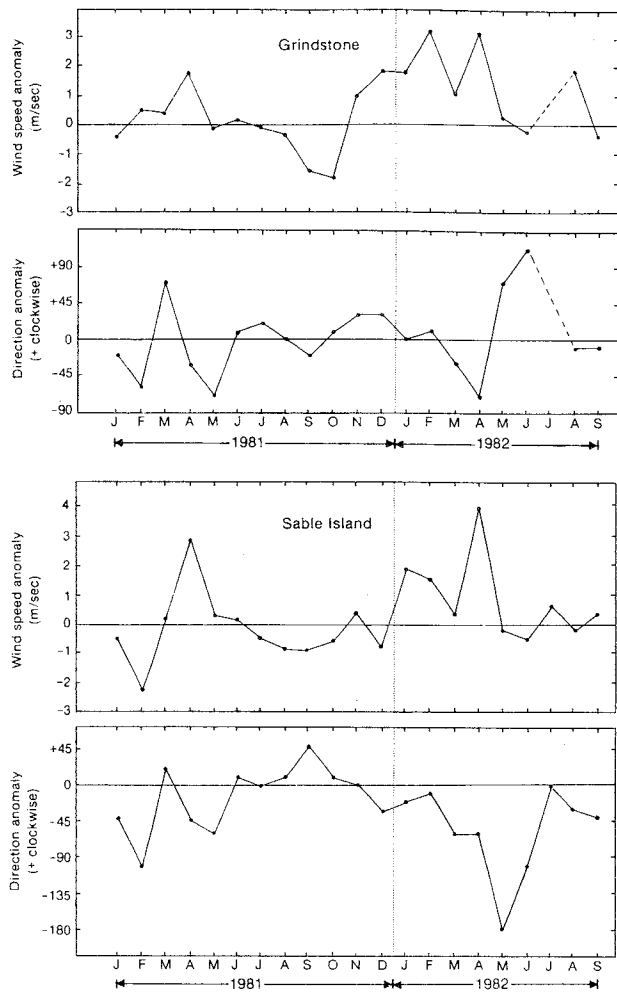 Grindstone
Wind speed anomaly
(m/sec)
3
2
1
0
-1
-2
-3
Direction anomaly
(+ clockwise)
+90
+45
0
-45
-90
J F M A M J J A S O N D J F M A M J J A S
1981 1982
Sable Island
Wind speed anomaly
(m/sec)
4
3
2
1
0
-1
-2
-3
Direction anomaly
(+ clockwise)
+45
0
-45
-90
-135
-180
J F M A M J J A S O N D J F M A M J J A S
1981 1982